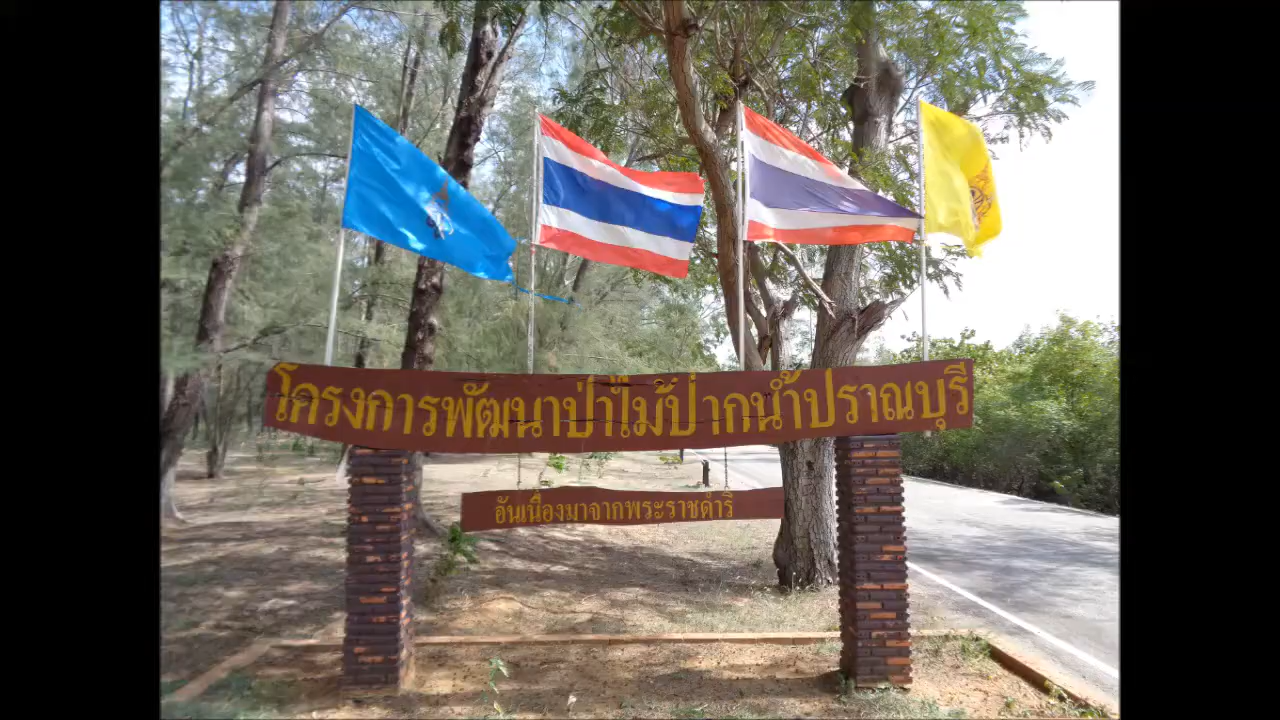 โครงการพัฒนาป่าไม้ปากน้ำปราณบุรี
อันเนื่องมาจากพระราชดำริ